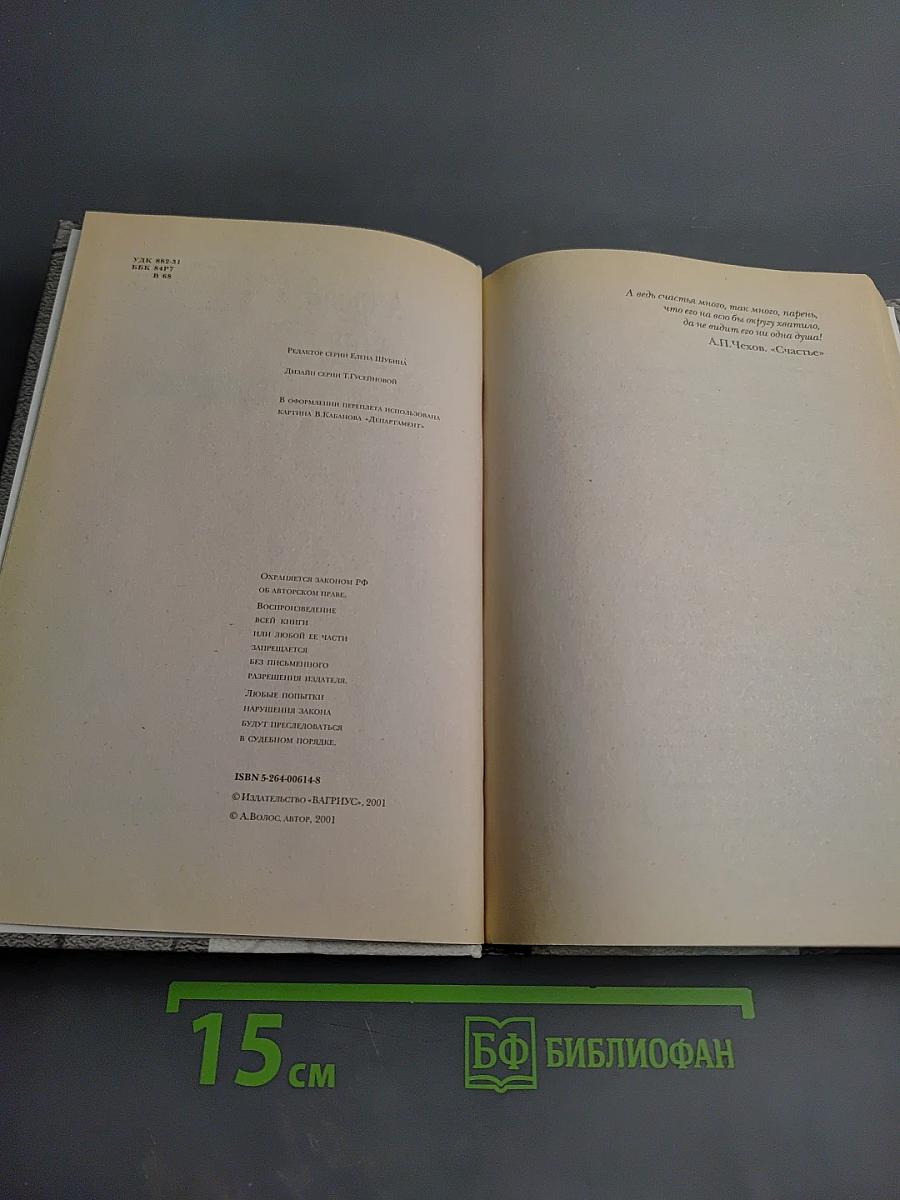 УДК 882-31
ББК 84Р7
В 68
Редактор серии Елена Шубина
Дизайн серии Т.Гусейновой
В оформлении переплета использована
картина В.Кабанова «Департамент»
Охраняется законом РФ
об авторском праве.
Воспроизведение
всей книги
или любой ее части
запрещается
без письменного
разрешения издателя.
Любые попытки
нарушения закона
будут преследоваться
в судебном порядке.
ISBN 5-264-00614-8
© Издательство «ВАГРИУС», 2001
© А.Волос, автор, 2001
А ведь счастья много, так много, парень,
что его на всю бы округу хватило,
да не видит его ни одна душа!
А.П.Чехов. «Счастье»
15 см
БФ БИБЛИОФАН